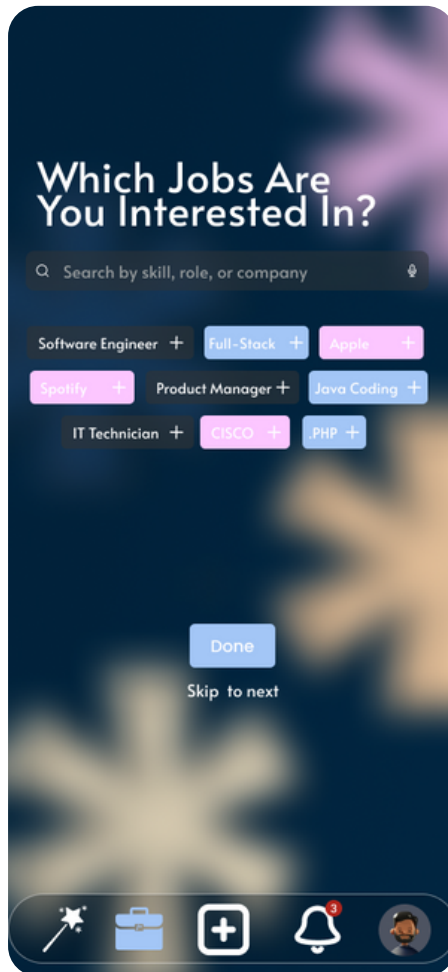 Which Jobs Are
You Interested In?
Search by skill, role, or company
Software Engineer + Full-Stack + Apple +
Spotify + Product Manager + Java Coding +
IT Technician + CISCO + .PHP +
Done
Skip to next
3